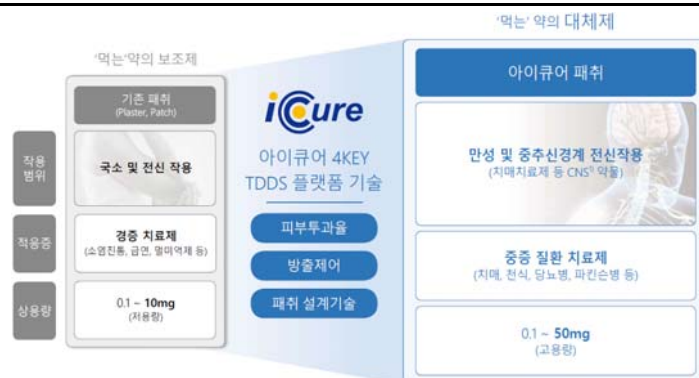 '먹는' 약의 대체제
'먹는'약의 보조제
기존 패취
(Plaster, Patch)
작용
범위
국소 및 전신 작용
적응증
경증 치료제
(소염진통, 금연, 멀미억제 등)
상용량
0.1 ~ 10mg
(저용량)
iCure
아이큐어 4KEY
TDDS 플랫폼 기술
피부투과율
방출제어
패취 설계기술
아이큐어 패취
만성 및 중추신경계 전신작용
(치매치료제 등 CNS 약물)
중증 질환 치료제
(치매, 천식, 당뇨병, 파킨슨병 등)
0.1 ~ 50mg
(고용량)